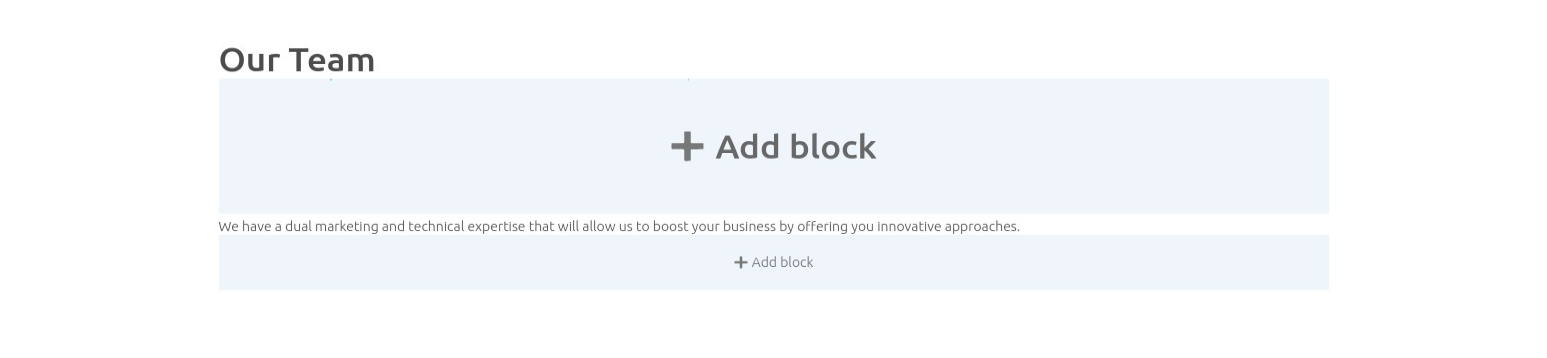 Our Team
Add block
We have a dual marketing and technical expertise that will allow us to boost your business by offering you innovative approaches.
Add block